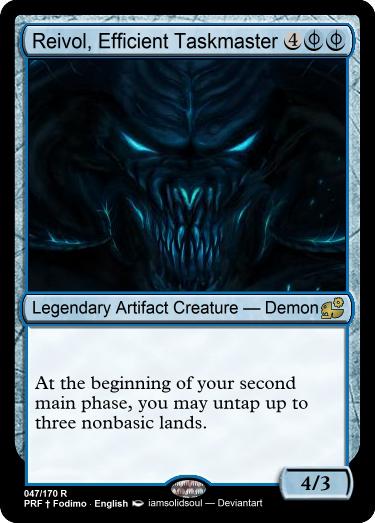 Reivol, Efficient Taskmaster 4
Legendary Artifact Creature — Demon
At the beginning of your second
main phase, you may untap up to
three nonbasic lands.
4/3
047/170 R
PRF † Fodimo · English iamsolidsoul — Deviantart